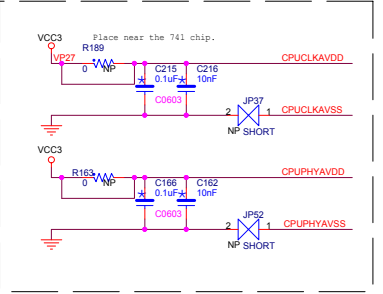 VCC3
Place near the 741 chip.
R189
VP27
CPUCLKAVDD
0
NP
C215
C216
0.1uF
10nF
C0603
JP37
2
1
CPUCLKAVSS
NP SHORT
VCC3
R163
CPUPHYAVDD
0
NP
C166
C162
0.1uF
10nF
C0603
JP52
2
1
CPUPHYAVSS
NP SHORT